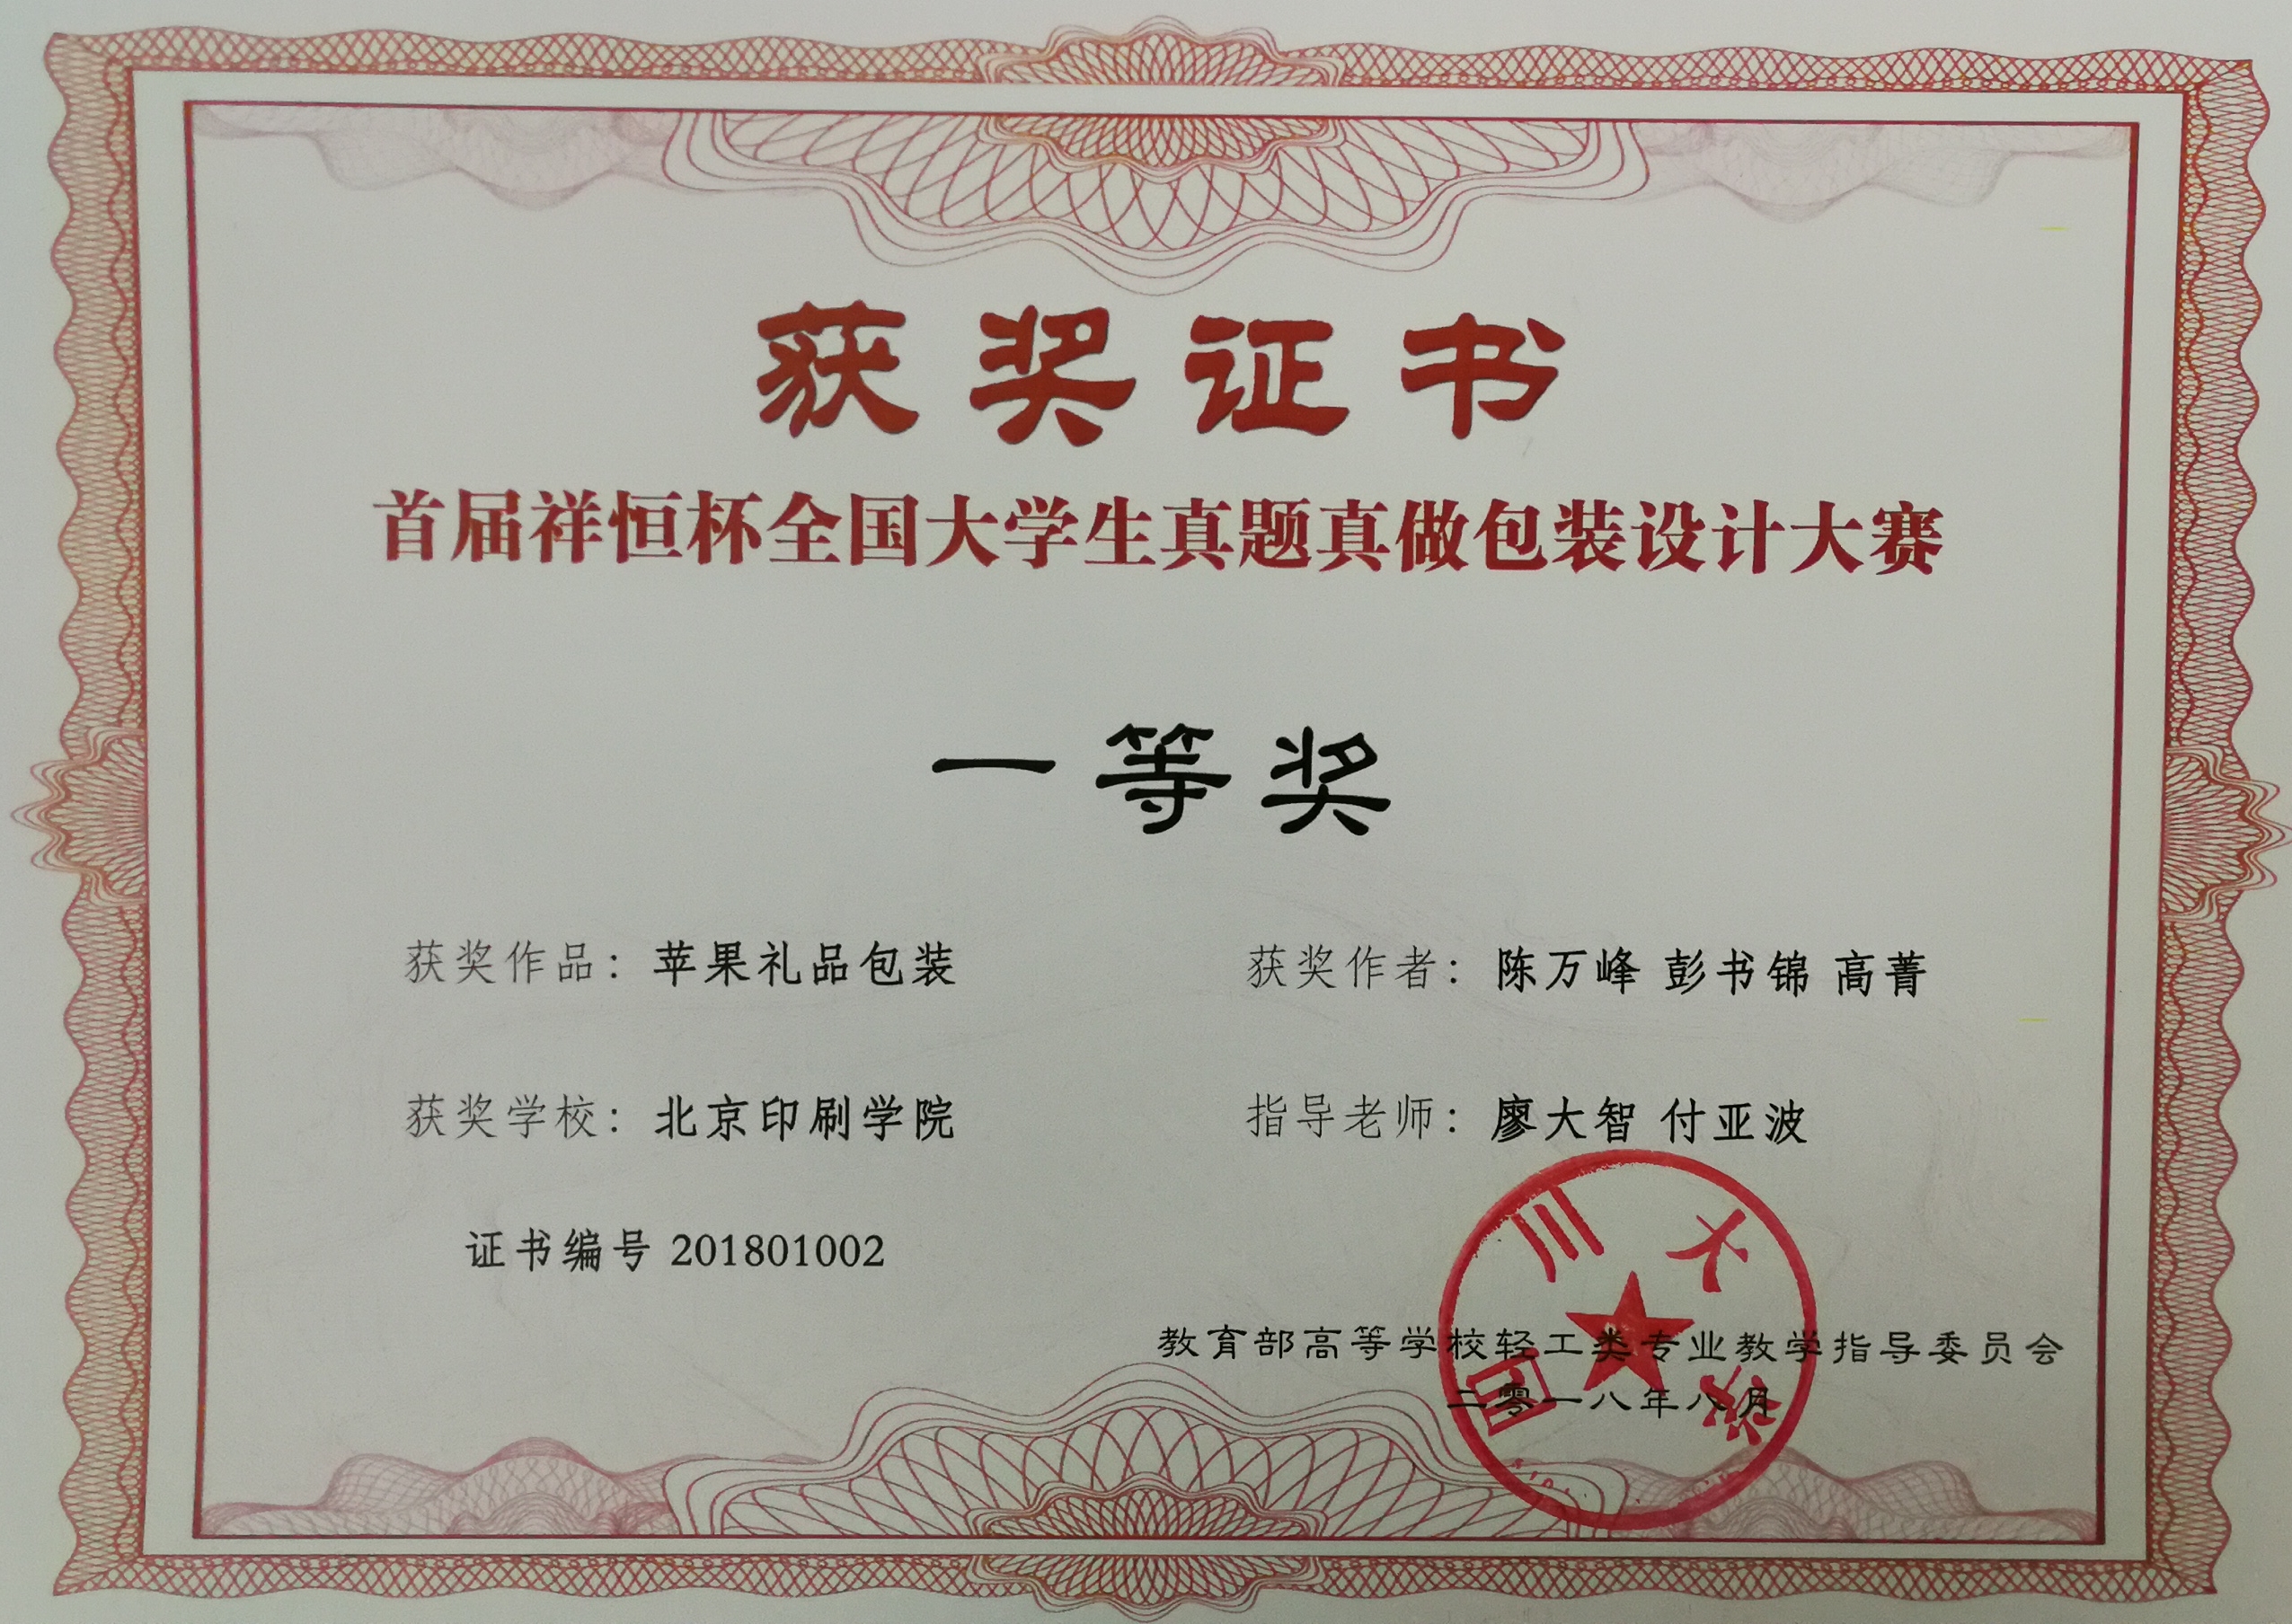 获奖证书
首届祥恒杯全国大学生真题真做包装设计大赛
一等奖
获奖作品：苹果礼品包装
获奖作者：陈万峰 彭书锦 高菁
获奖学校：北京印刷学院
指导老师：廖大智 付亚波
证书编号 201801002
四川大学
教育部高等学校轻工类专业教学指导委员会
二零一八年八月